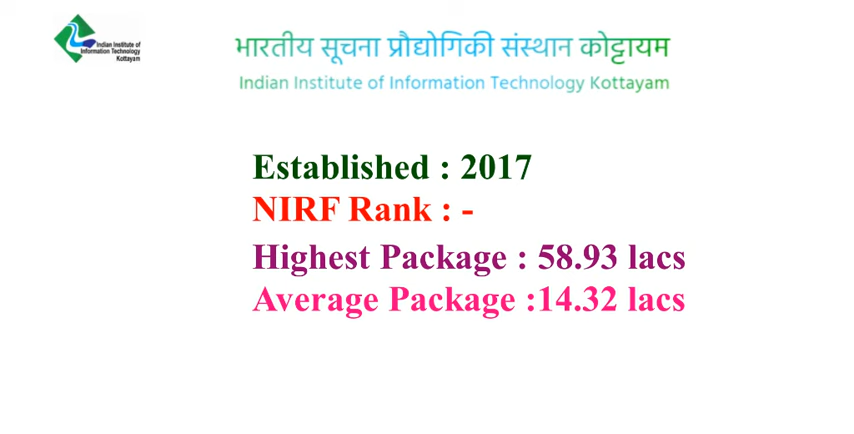 Indian Institute of
Information Technology
Kottayam
भारतीय सूचना प्रौद्योगिकी संस्थान कोट्टायम
Indian Institute of Information Technology Kottayam
Established : 2017
NIRF Rank : -
Highest Package : 58.93 lacs
Average Package :14.32 lacs